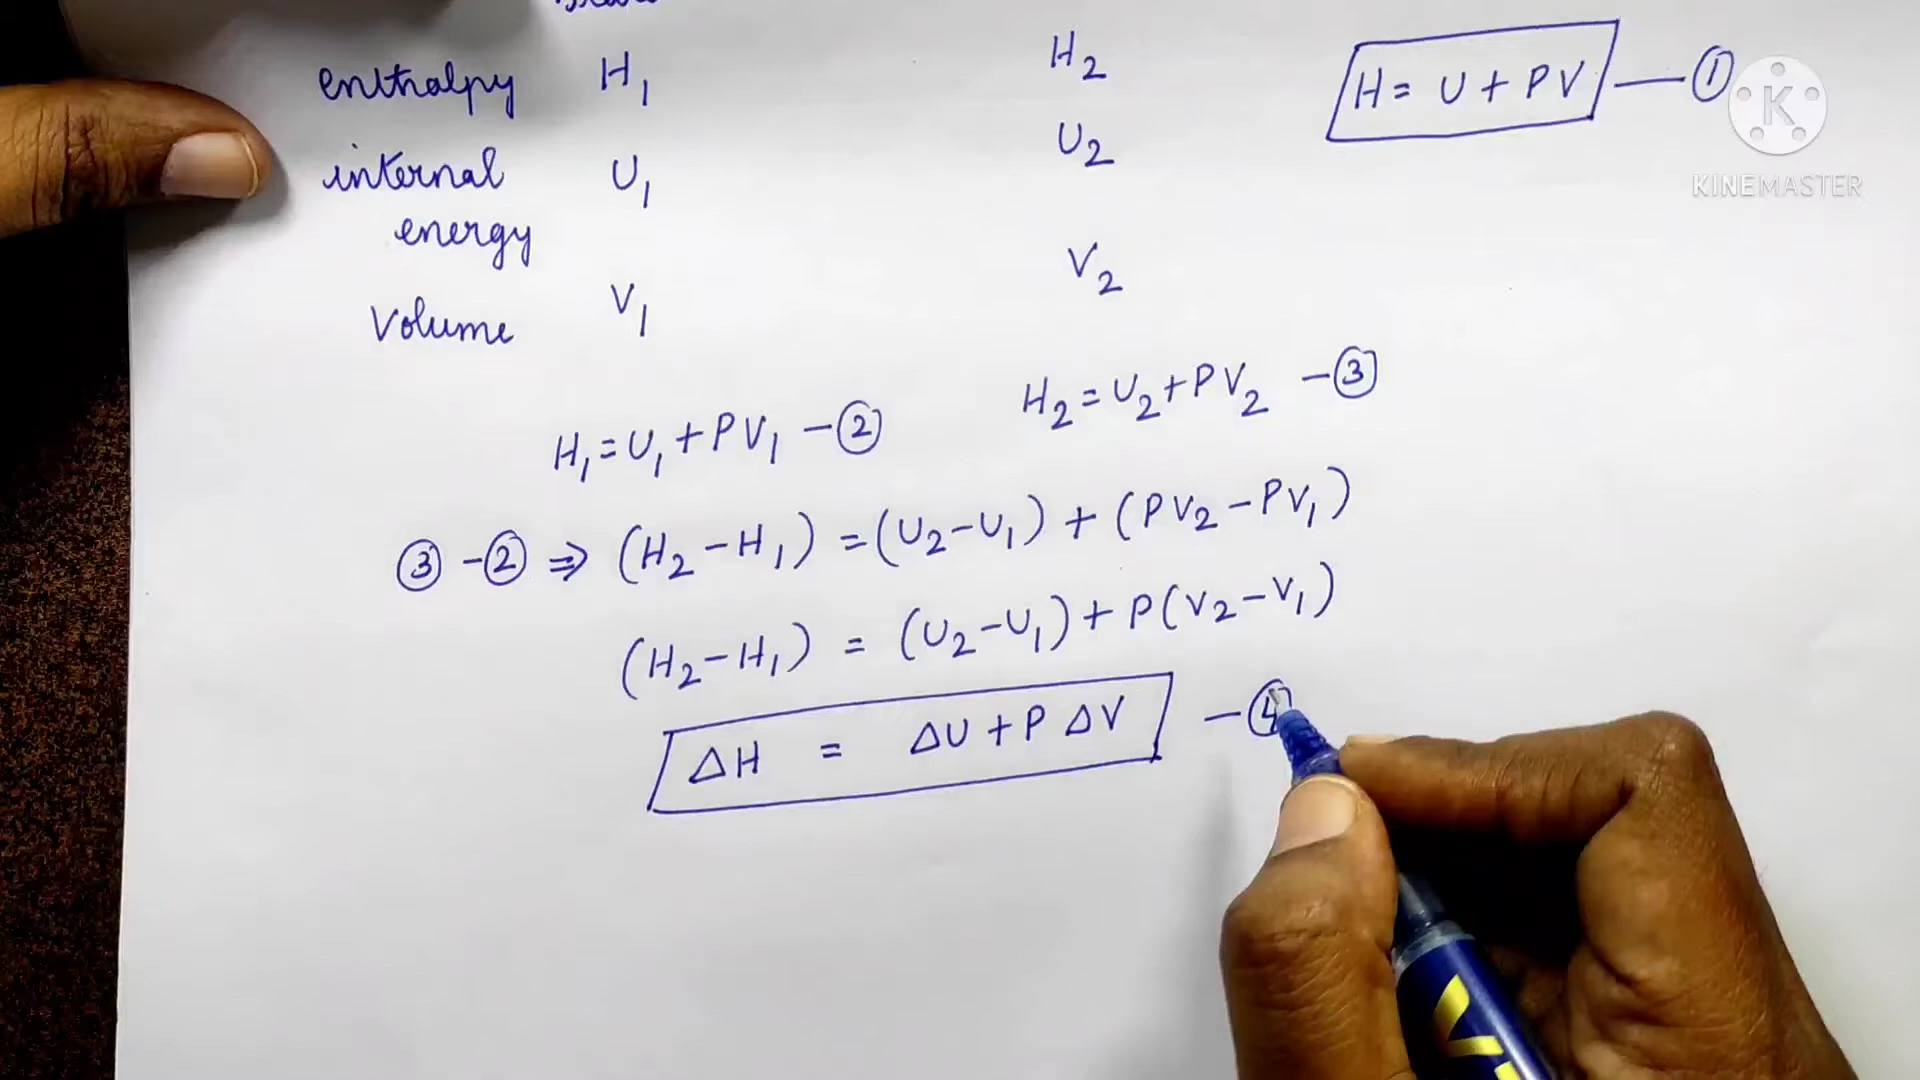 enthalpy H₁ H₂ H = U + PV — ①
internal U₁ U₂
energy
Volume V₁ V₂
H₁ = U₁ + PV₁ – ② H₂ = U₂ + PV₂ – ③
③ – ② ⇒ (H₂ – H₁) = (U₂ – U₁) + (PV₂ – PV₁)
(H₂ – H₁) = (U₂ – U₁) + P(V₂ – V₁)
ΔH = ΔU + P ΔV – ④
K
KINEMASTER